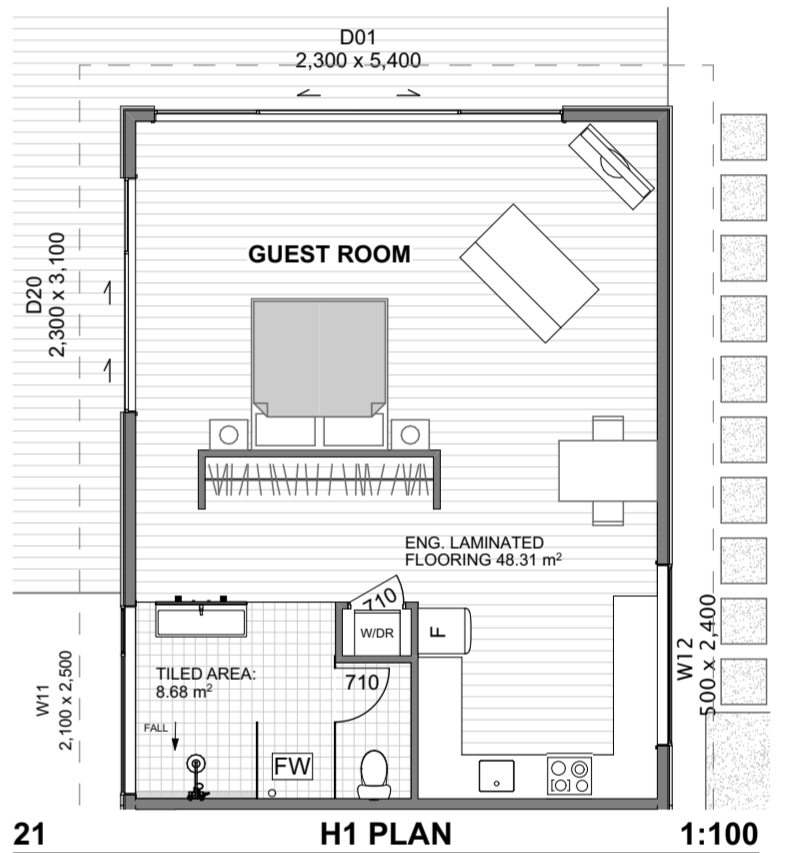 D01
2,300 x 5,400
GUEST ROOM
D20
2,300 x 3,100
ENG. LAMINATED
FLOORING 48.31 m²
710
W/DR
F
TILED AREA:
8.68 m²
710
FALL
FW
W11
2,100 x 2,500
W12
500 x 2,400
21
H1 PLAN
1:100